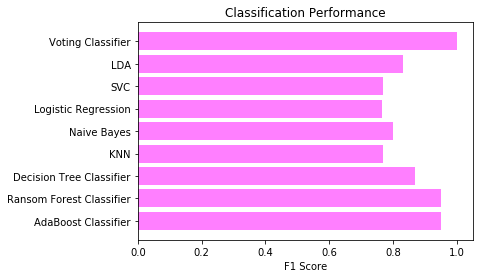 Classification Performance
Voting Classifier
LDA
SVC
Logistic Regression
Naive Bayes
KNN
Decision Tree Classifier
Ransom Forest Classifier
AdaBoost Classifier
0.0 0.2 0.4 0.6 0.8 1.0
F1 Score